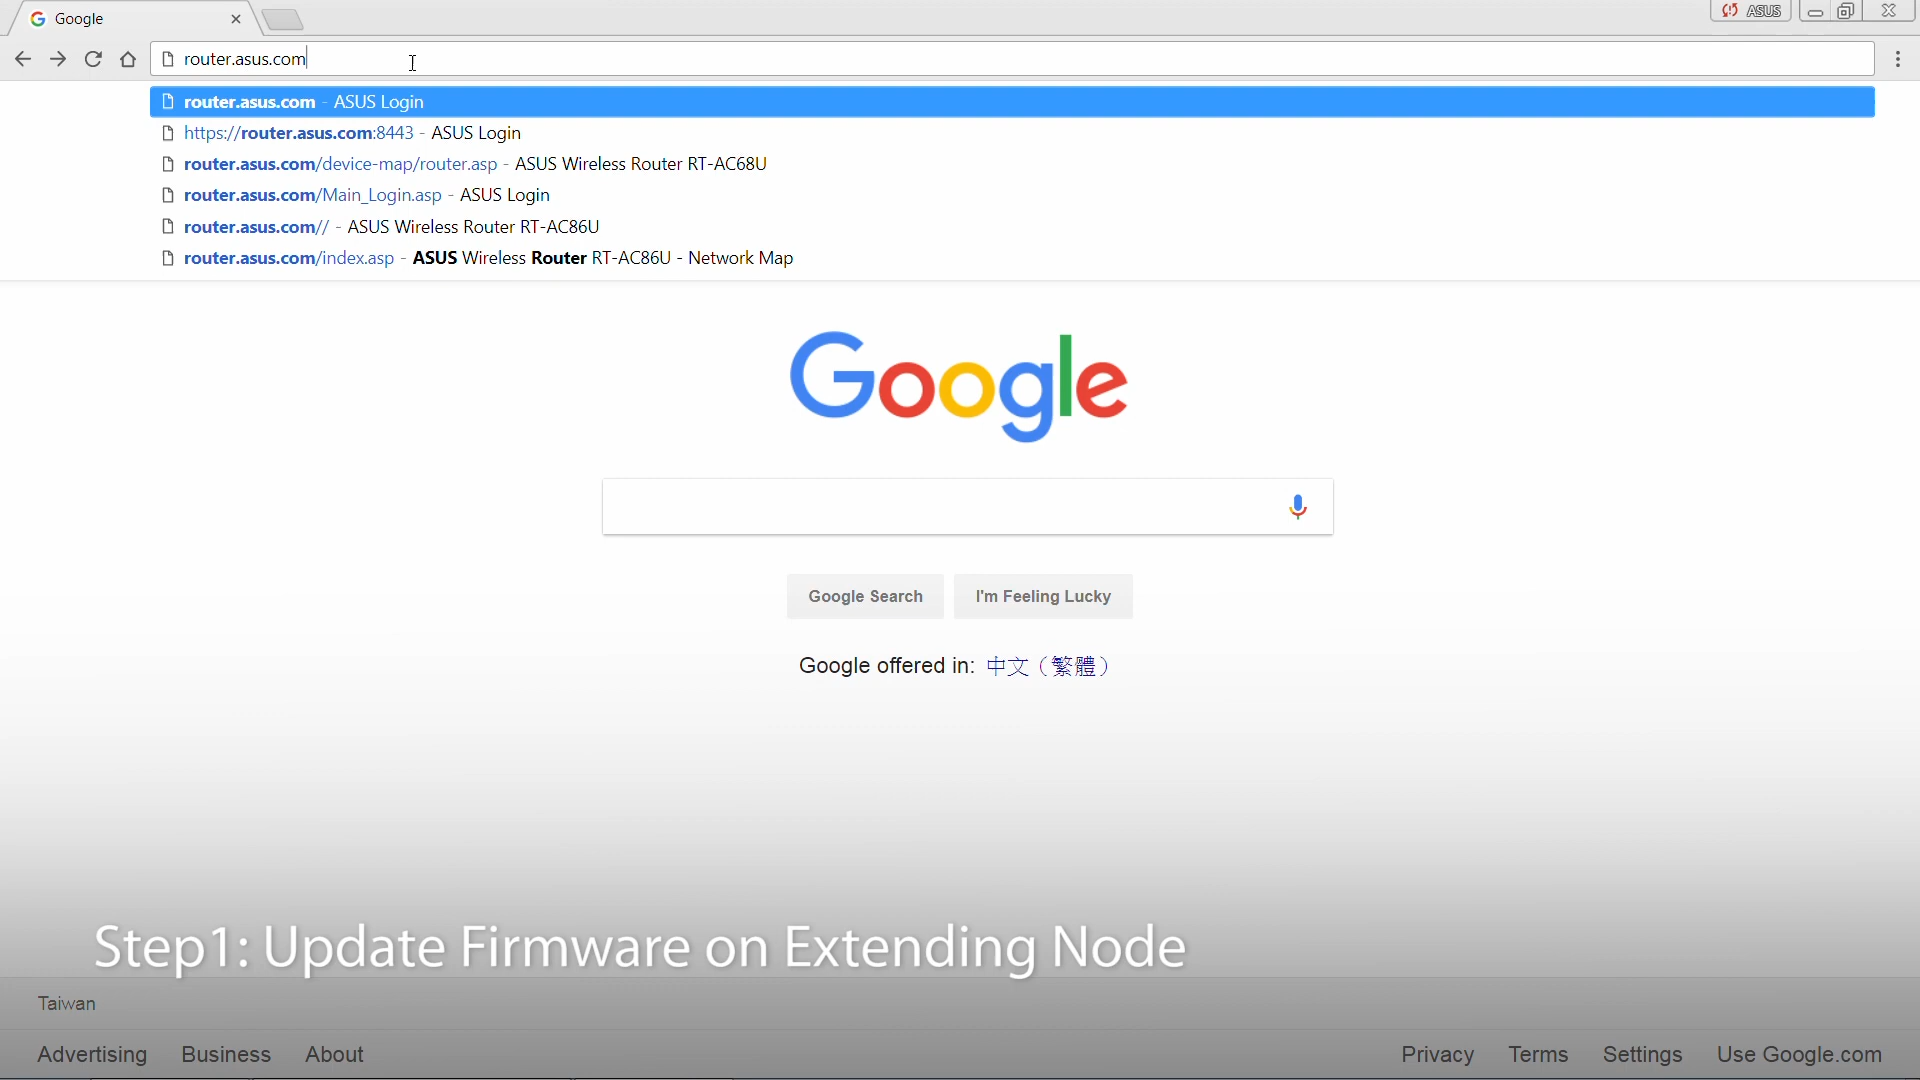 Google
ASUS
router.asus.com
router.asus.com - ASUS Login
https://router.asus.com:8443 - ASUS Login
router.asus.com/device-map/router.asp - ASUS Wireless Router RT-AC68U
router.asus.com/Main_Login.asp - ASUS Login
router.asus.com// - ASUS Wireless Router RT-AC86U
router.asus.com/index.asp - ASUS Wireless Router RT-AC86U - Network Map
Google
Google Search I'm Feeling Lucky
Google offered in: 中文（繁體）
Step1: Update Firmware on Extending Node
Taiwan
Advertising Business About Privacy Terms Settings Use Google.com